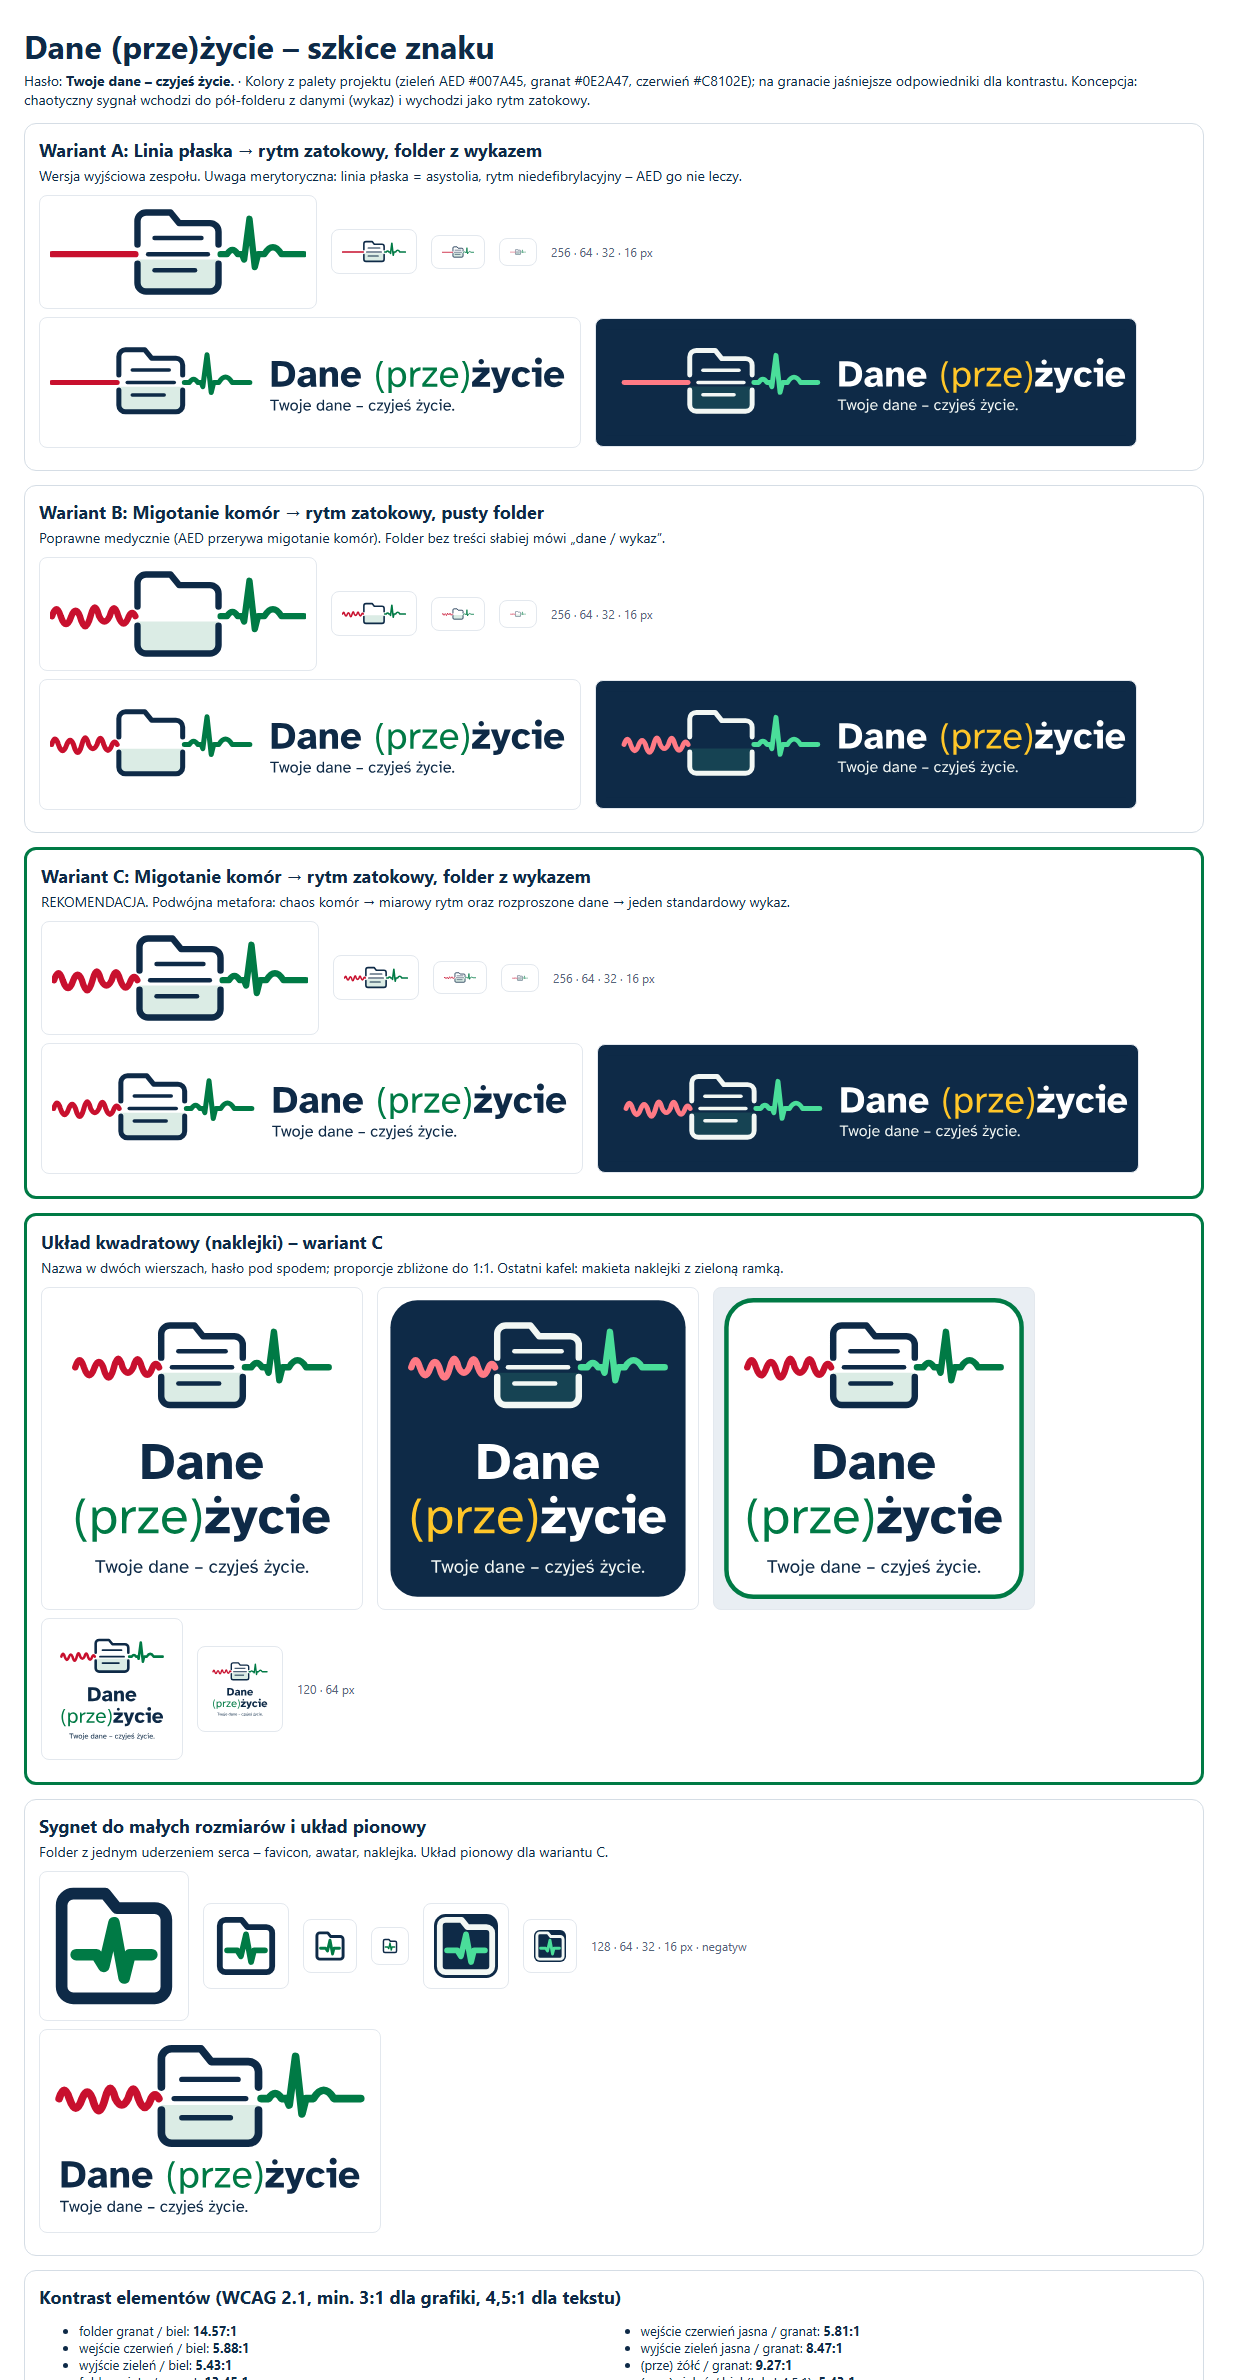 Dane (prze)życie – szkice znaku
Hasło: Twoje dane – czyjeś życie. · Kolory z palety projektu (zieleń AED #007A45, granat #0E2A47, czerwień #C8102E); na granacie jaśniejsze odpowiedniki dla kontrastu. Koncepcja:
chaotyczny sygnał wchodzi do pół-folderu z danymi (wykaz) i wychodzi jako rytm zatokowy.
Wariant A: Linia płaska → rytm zatokowy, folder z wykazem
Wersja wyjściowa zespołu. Uwaga merytoryczna: linia płaska = asystolia, rytm niedefibrylacyjny – AED go nie leczy.
256 · 64 · 32 · 16 px
Dane (prze)życie
Twoje dane – czyjeś życie.
Dane (prze)życie
Twoje dane – czyjeś życie.
Wariant B: Migotanie komór → rytm zatokowy, pusty folder
Poprawne medycznie (AED przerywa migotanie komór). Folder bez treści słabiej mówi „dane / wykaz”.
256 · 64 · 32 · 16 px
Dane (prze)życie
Twoje dane – czyjeś życie.
Dane (prze)życie
Twoje dane – czyjeś życie.
Wariant C: Migotanie komór → rytm zatokowy, folder z wykazem
REKOMENDACJA. Podwójna metafora: chaos komór → miarowy rytm oraz rozproszone dane → jeden standardowy wykaz.
256 · 64 · 32 · 16 px
Dane (prze)życie
Twoje dane – czyjeś życie.
Dane (prze)życie
Twoje dane – czyjeś życie.
Układ kwadratowy (naklejki) – wariant C
Nazwa w dwóch wierszach, hasło pod spodem; proporcje zbliżone do 1:1. Ostatni kafel: makieta naklejki z zieloną ramką.
Dane
(prze)życie
Twoje dane – czyjeś życie.
Dane
(prze)życie
Twoje dane – czyjeś życie.
Dane
(prze)życie
Twoje dane – czyjeś życie.
Dane
(prze)życie
Twoje dane – czyjeś życie.
Dane
(prze)życie
Twoje dane – czyjeś życie.
120 · 64 px
Sygnet do małych rozmiarów i układ pionowy
Folder z jednym uderzeniem serca – favicon, awatar, naklejka. Układ pionowy dla wariantu C.
128 · 64 · 32 · 16 px · negatyw
Dane (prze)życie
Twoje dane – czyjeś życie.
Kontrast elementów (WCAG 2.1, min. 3:1 dla grafiki, 4,5:1 dla tekstu)
folder granat / biel: 14.57:1
wejście czerwień / biel: 5.88:1
wyjście zieleń / biel: 5.43:1
wejście czerwień jasna / granat: 5.81:1
wyjście zieleń jasna / granat: 8.47:1
(prze) żółć / granat: 9.27:1